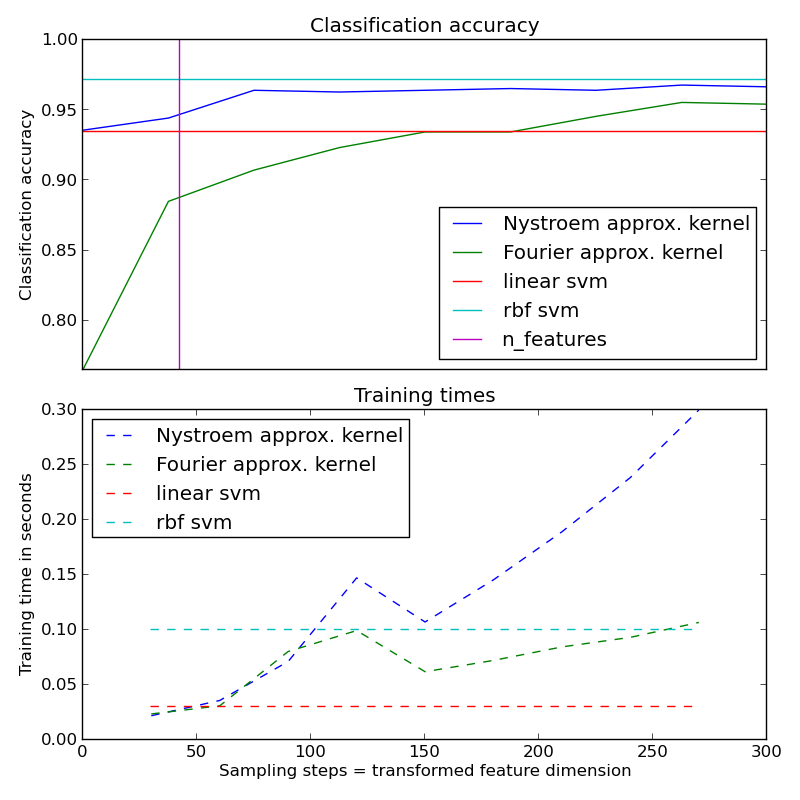 Classification accuracy
1.00
0.95
0.90
0.85
0.80
Classification accuracy
Nystroem approx. kernel
Fourier approx. kernel
linear svm
rbf svm
n_features
Training times
0.30
0.25
0.20
0.15
0.10
0.05
0.00
Training time in seconds
Nystroem approx. kernel
Fourier approx. kernel
linear svm
rbf svm
0 50 100 150 200 250 300
Sampling steps = transformed feature dimension